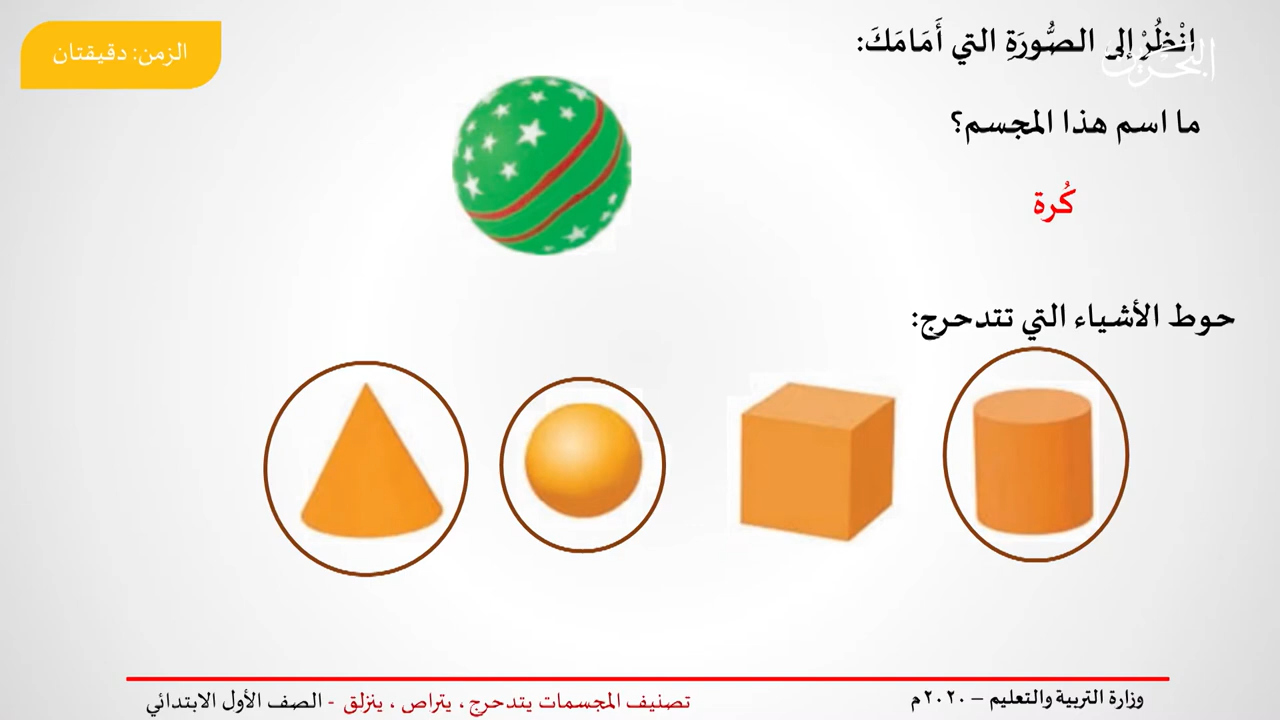 الزمن: دقيقتان
انْظُرْ إلى الصُّورَةِ التي أَمَامَكَ:
البحرين
ما اسم هذا المجسم؟
كُرة
حوط الأشياء التي تتدحرج:
وزارة التربية والتعليم – ٢٠٢٠م
تصنيف المجسمات يتدحرج ، يتراص ، ينزلق - الصف الأول الابتدائي